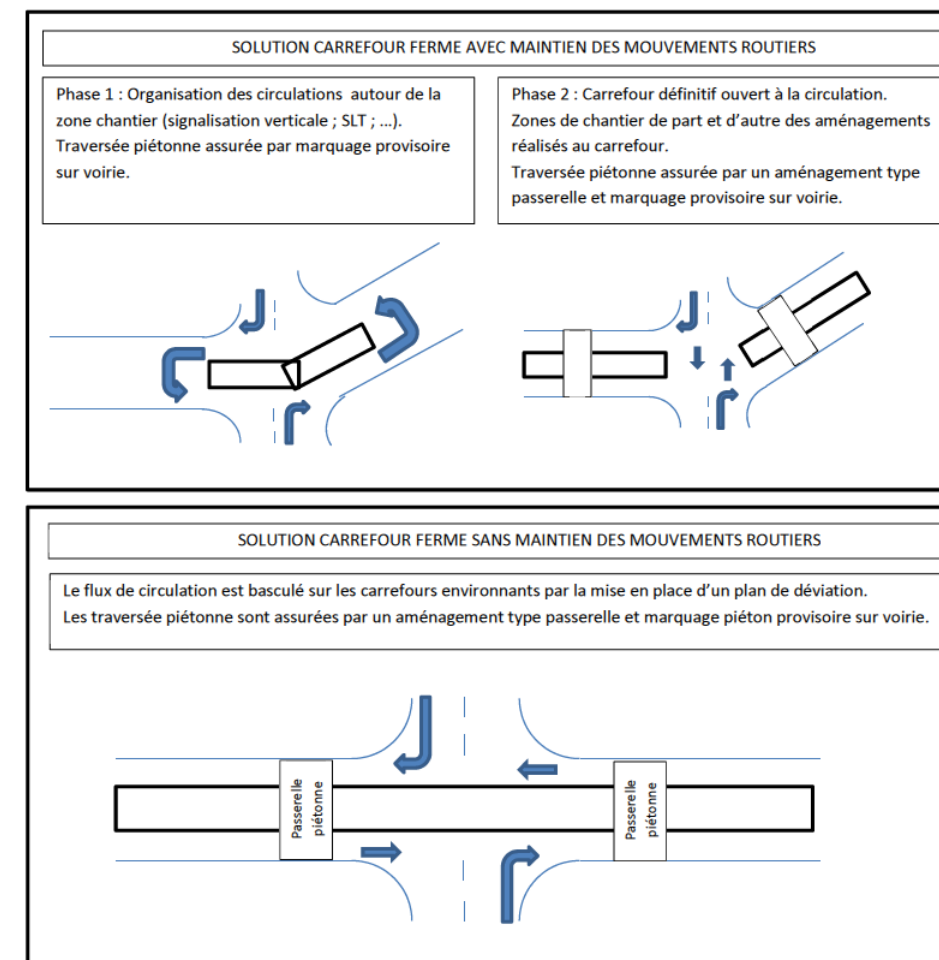 SOLUTION CARREFOUR FERME AVEC MAINTIEN DES MOUVEMENTS ROUTIERS
Phase 1 : Organisation des circulations autour de la
zone chantier (signalisation verticale ; SLT ; …).
Traversée piétonne assurée par marquage provisoire
sur voirie.
Phase 2 : Carrefour définitif ouvert à la circulation.
Zones de chantier de part et d’autre des aménagements
réalisés au carrefour.
Traversée piétonne assurée par un aménagement type
passerelle et marquage provisoire sur voirie.
SOLUTION CARREFOUR FERME SANS MAINTIEN DES MOUVEMENTS ROUTIERS
Le flux de circulation est basculé sur les carrefours environnants par la mise en place d’un plan de déviation.
Les traversée piétonne sont assurées par un aménagement type passerelle et marquage piéton provisoire sur voirie.
Passerelle
piétonne
Passerelle
piétonne